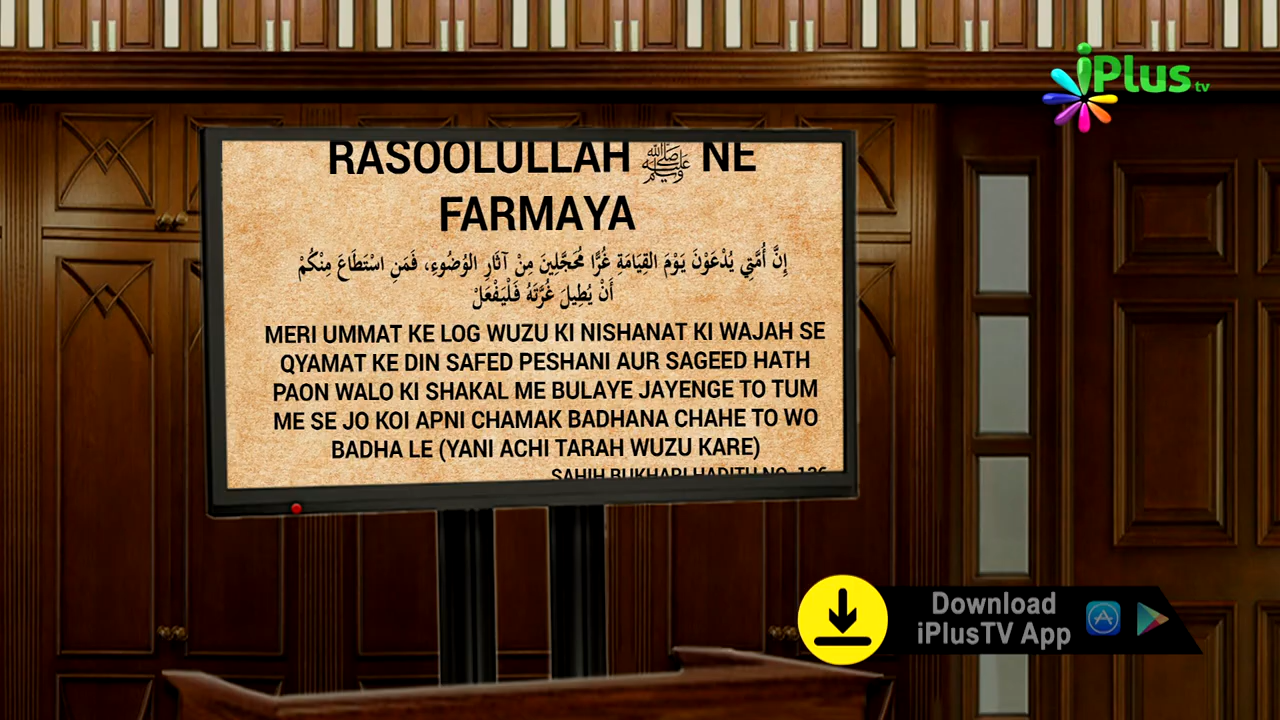 iPlus tv
RASOOLULLAH ﷺ NE
FARMAYA
إِنَّ أُمَّتِي يُدْعَوْنَ يَوْمَ القِيَامَةِ غُرًّا مُحَجَّلِينَ مِنْ آثَارِ الوُضُوءِ، فَمَنِ اسْتَطَاعَ مِنْكُمْ
أَنْ يُطِيلَ غُرَّتَهُ فَلْيَفْعَلْ
MERI UMMAT KE LOG WUZU KI NISHANAT KI WAJAH SE
QYAMAT KE DIN SAFED PESHANI AUR SAGEED HATH
PAON WALO KI SHAKAL ME BULAYE JAYENGE TO TUM
ME SE JO KOI APNI CHAMAK BADHANA CHAHE TO WO
BADHA LE (YANI ACHI TARAH WUZU KARE)
SAHIH BUKHARI HADITH NO. 136
Download
iPlusTV App